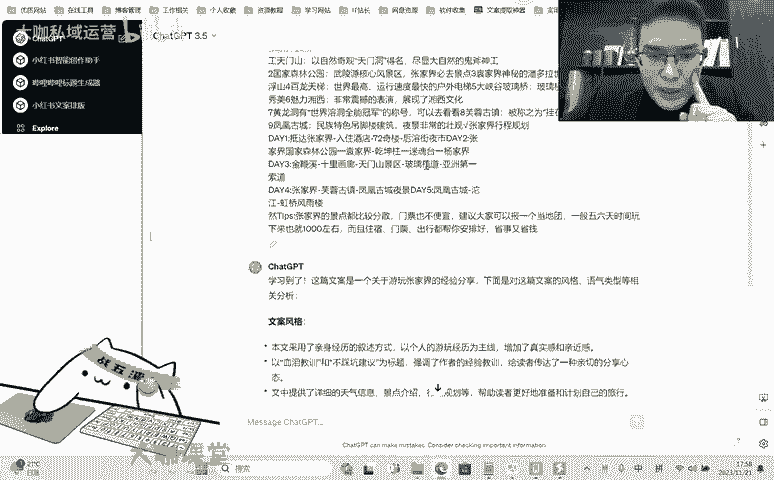 优质网站 在线工具 博客管理 工作相关 个人收藏 资源教程 学习网站 IT站长 网盘资源 软件收集 文案提取神器
大咖私域运营
ChatGPT
小红书智能创作助手
哔哔哔哔标题生成器
小红书文案排版
Explore
ChatGPT 3.5
工天门山：以自然奇观“天门洞”得名，尽显大自然的鬼斧神工
2国家森林公园：武陵源核心风景区，张家界必去景点3袁家界神秘的潘多拉世
浮山4百龙天梯：世界最高、运行速度最快的户外电梯5大峡谷玻璃桥：玻璃
秀美6魅力湘西：非常震撼的表演，展现了湘西文化
7黄龙洞有“世界溶洞全能冠军”的称号，可以去看看8芙蓉古镇：被称之为“挂在
9凤凰古城：民族特色吊脚楼建筑，夜景非常的壮观√张家界行程规划
DAY1:抵达张家界-入住酒店-72奇楼-后溶街夜市DAY2-张
家界国家森林公园-袁家界-乾坤柱-迷魂台-杨家界
DAY3:金鞭溪-十里画廊-天门山景区-玻璃栈道-亚洲第一
索道
DAY4:张家界-芙蓉古镇-凤凰古城夜景DAY5:凤凰古城-沱
江-虹桥风雨楼
然Tips:张家界的景点都比较分散，门票也不便宜，建议大家可以报一个当地团，一般五六天时间玩
下来也就1000左右，而且住宿、门票、出行都帮你安排好，省事又省钱
ChatGPT
学习到了！这篇文案是一个关于游玩张家界的经验分享，下面是对这篇文案的风格、语气类型等相
关分析：
文案风格：
本文采用了亲身经历的叙述方式，以个人的游玩经历为主线，增加了真实感和亲近感。
以“血泪教训”和“不踩坑建议”为标题，强调了作者的经验教训，给读者传达了一种亲切的分享心
态。
文中提供了详细的天气信息、景点介绍、行程规划等，帮助读者更好地准备和计划自己的旅行。
战五渣
Message ChatGPT...
ChatGPT can make mistakes. Consider checking important information.
大咖课堂
21°C
搜索
中
拼
17:58
2023/11/21